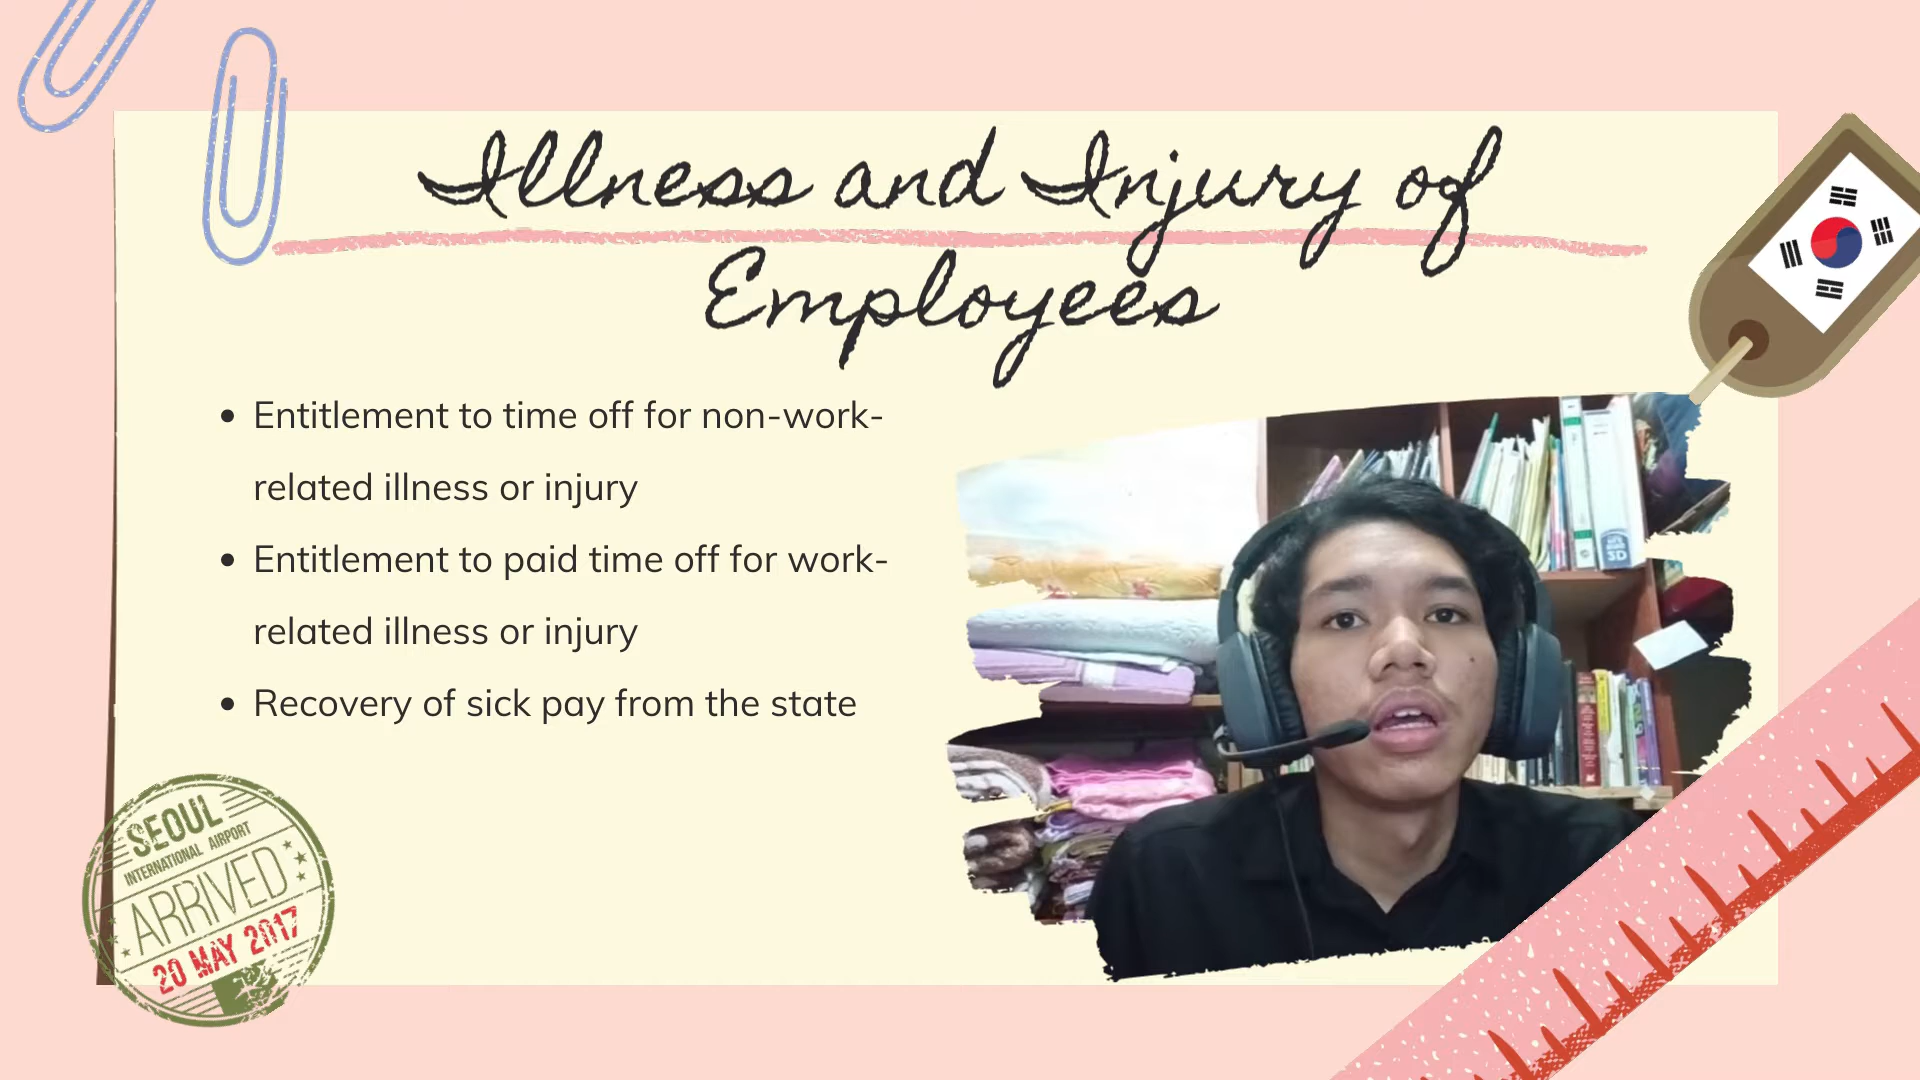 Illness and Injury of
Employees
• Entitlement to time off for non-work-
related illness or injury
• Entitlement to paid time off for work-
related illness or injury
• Recovery of sick pay from the state
SEOUL
INTERNATIONAL AIRPORT
ARRIVED
20 MAY 2017